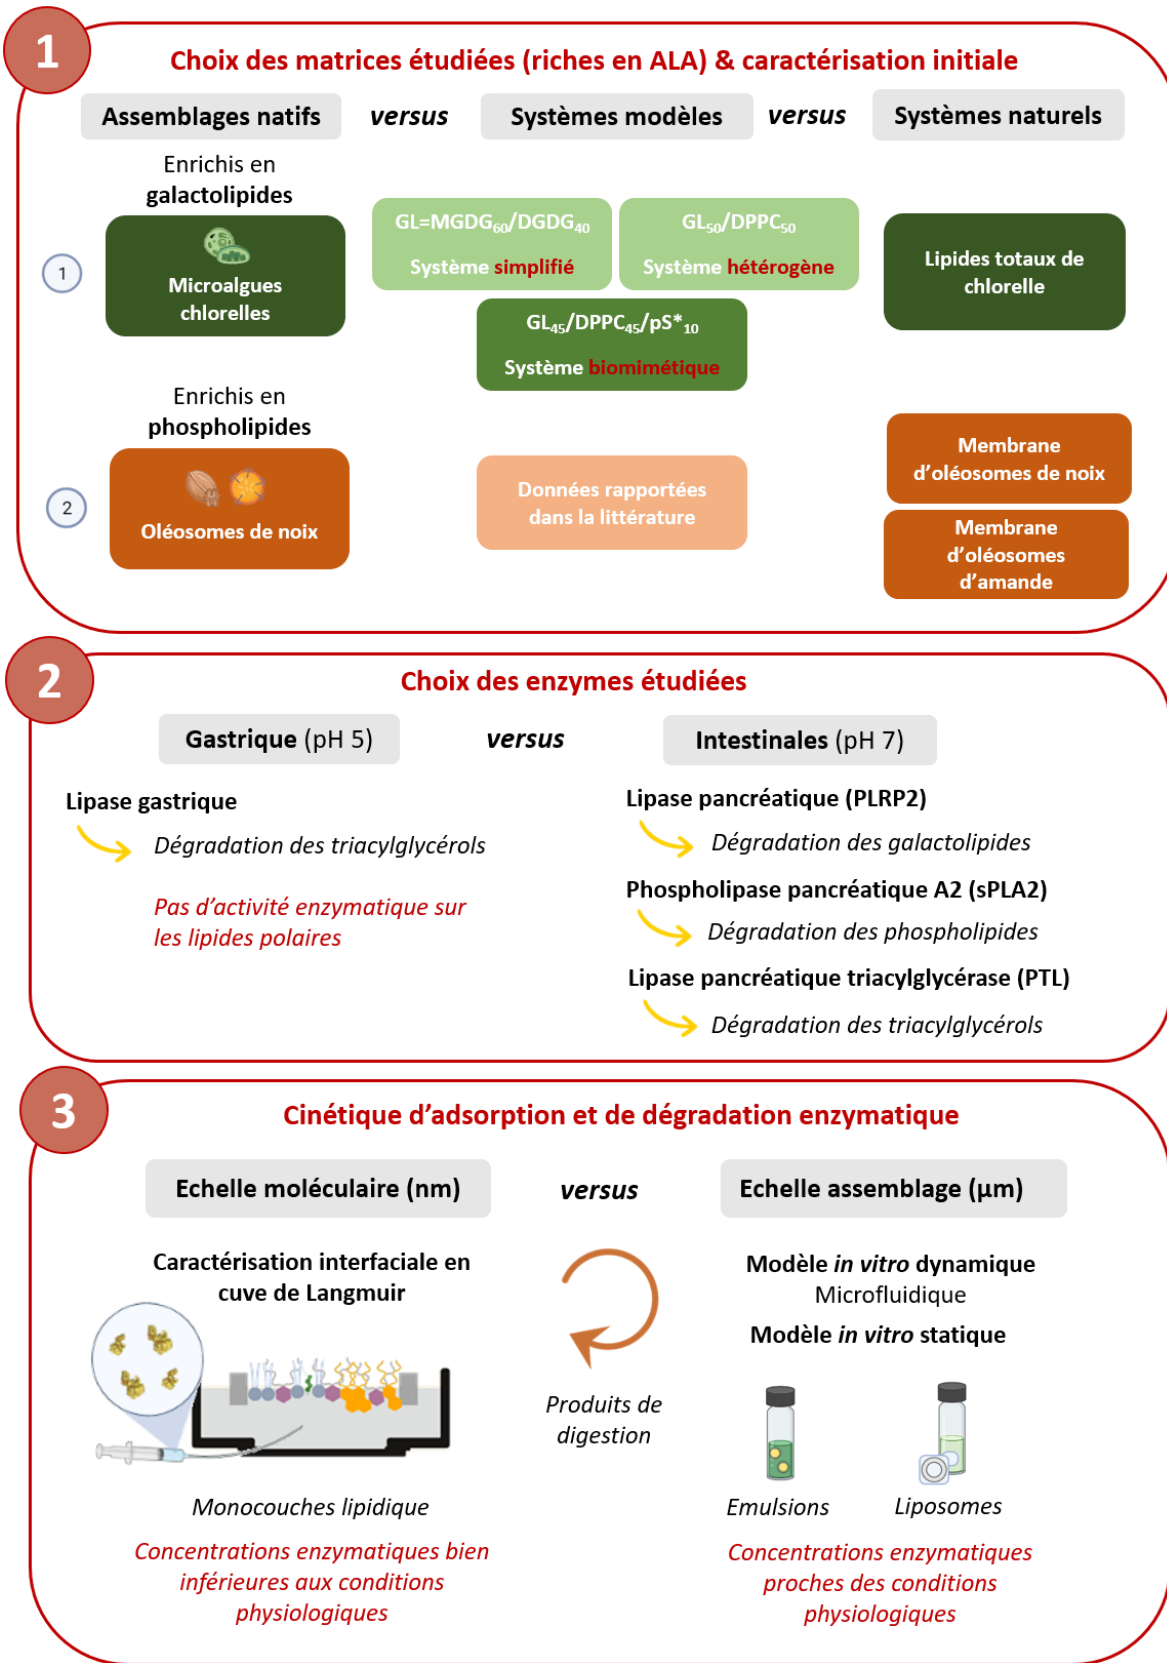 1
Choix des matrices étudiées (riches en ALA) & caractérisation initiale
Assemblages natifs
versus
Systèmes modèles
versus
Systèmes naturels
Enrichis en
galactolipides
1
Microalgues
chlorelles
GL=MGDG₆₀/DGDG₄₀
Système simplifié
GL₅₀/DPPC₅₀
Système hétérogène
GL₄₅/DPPC₄₅/pS*₁₀
Système biomimétique
Lipides totaux de
chlorelle
Enrichis en
phospholipides
2
Oléosomes de noix
Données rapportées
dans la littérature
Membrane
d’oléosomes de noix
Membrane
d’oléosomes
d’amande
2
Choix des enzymes étudiées
Gastrique (pH 5)
versus
Intestinales (pH 7)
Lipase gastrique
Dégradation des triacylglycérols
Pas d’activité enzymatique sur
les lipides polaires
Lipase pancréatique (PLRP2)
Dégradation des galactolipides
Phospholipase pancréatique A2 (sPLA2)
Dégradation des phospholipides
Lipase pancréatique triacylglycérase (PTL)
Dégradation des triacylglycérols
3
Cinétique d’adsorption et de dégradation enzymatique
Echelle moléculaire (nm)
versus
Echelle assemblage (µm)
Caractérisation interfaciale en
cuve de Langmuir
Monocouches lipidique
Concentrations enzymatiques bien
inférieures aux conditions
physiologiques
Produits de
digestion
Modèle in vitro dynamique
Microfluidique
Modèle in vitro statique
Emulsions
Liposomes
Concentrations enzymatiques
proches des conditions
physiologiques